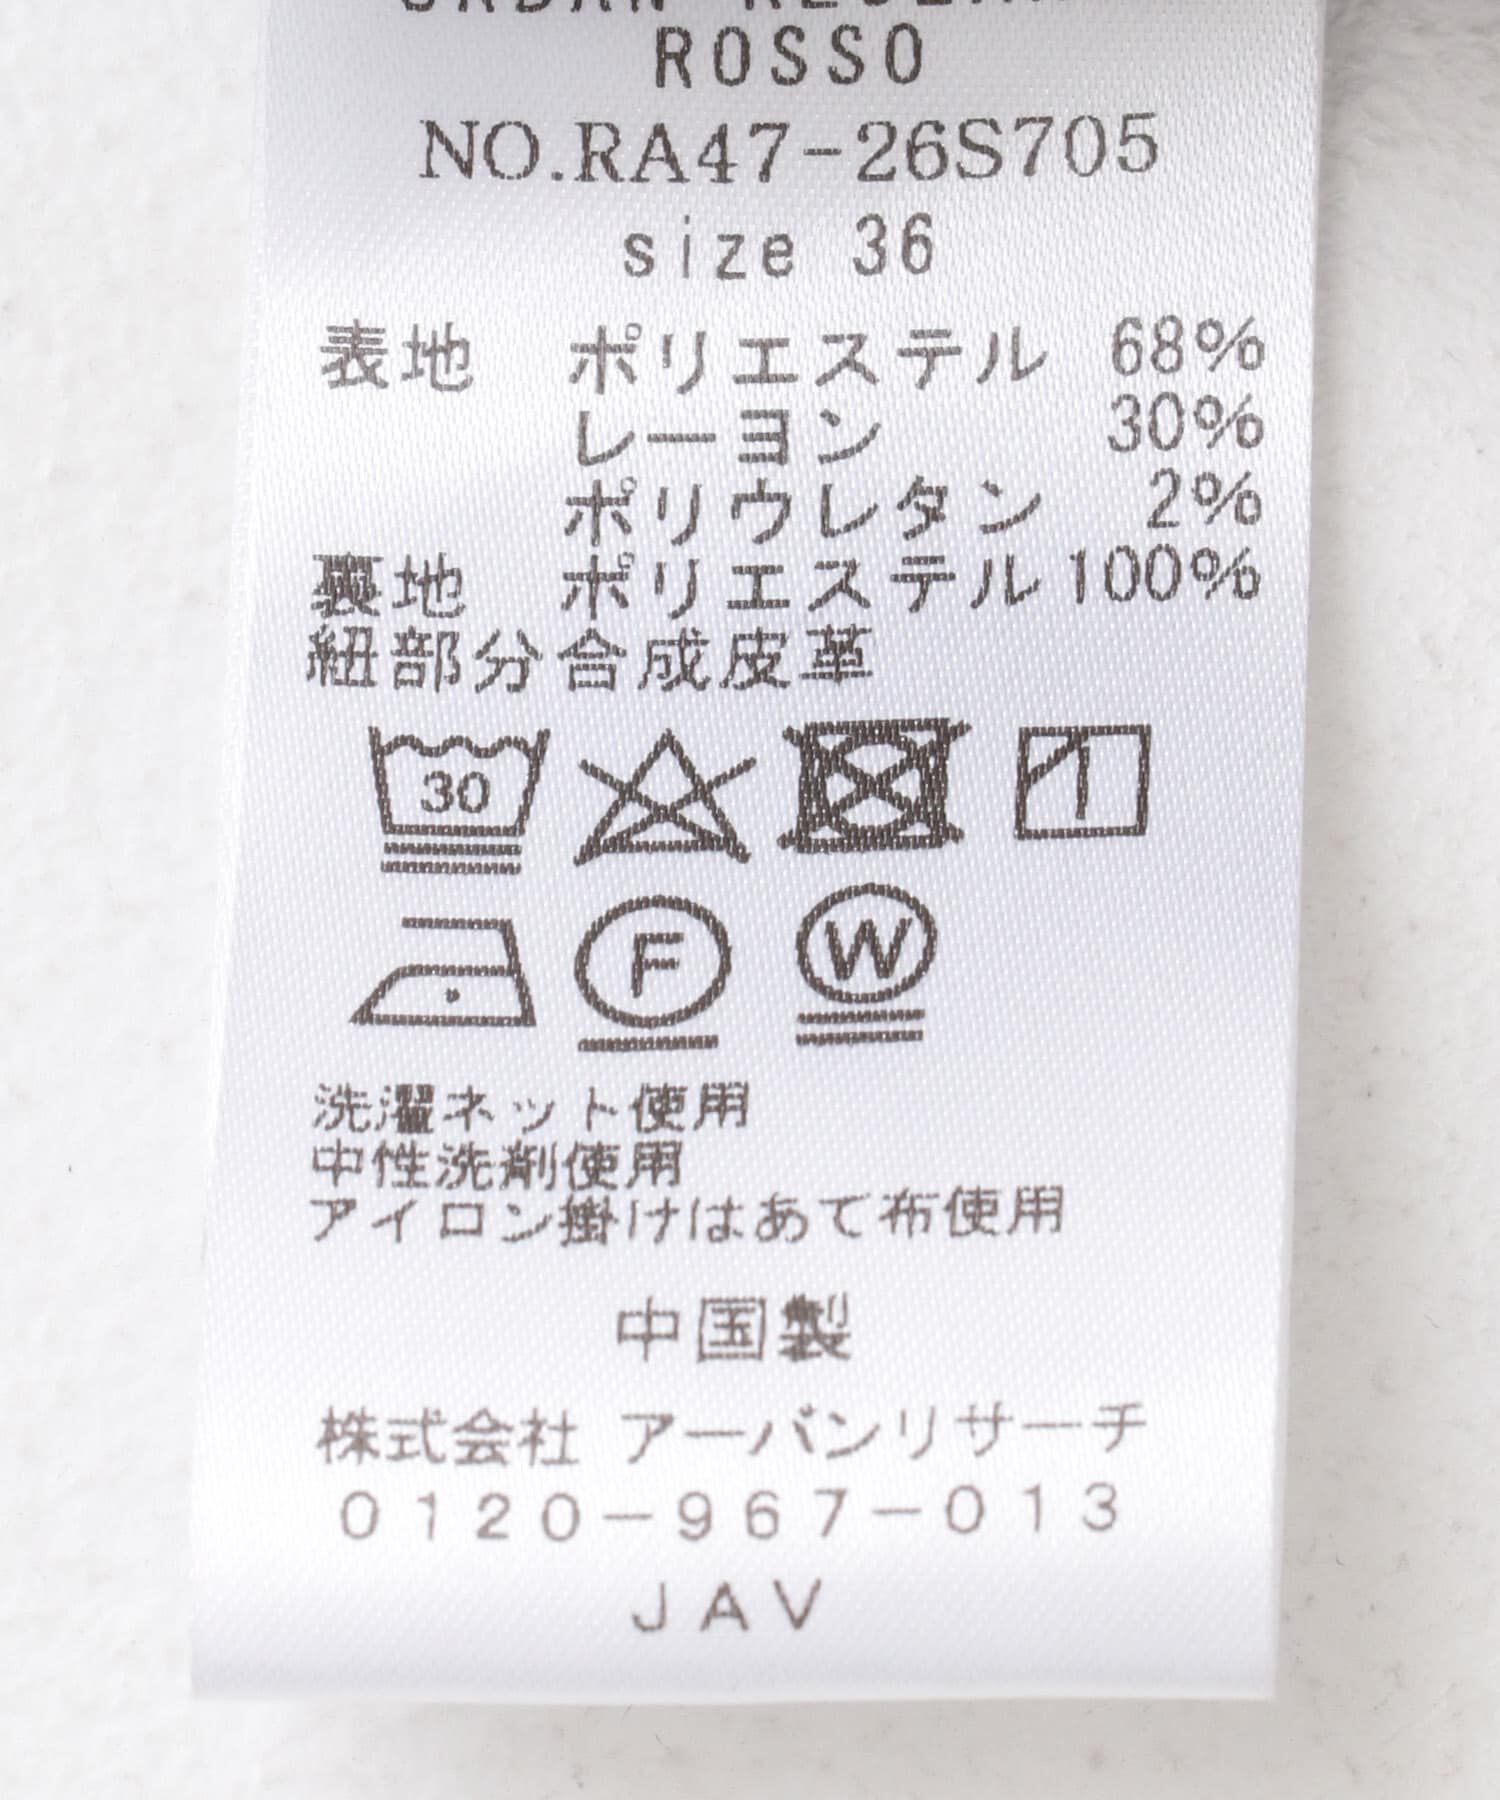 ROSSO
NO.RA47-26S705
size 36
表地 ポリエステル 68%
レーヨン 30%
ポリウレタン 2%
裏地 ポリエステル 100%
紐部分 合成皮革
30
F
W
洗濯ネット使用
中性洗剤使用
アイロン掛けはあて布使用
中国製
株式会社 アーバンリサーチ
0120-967-013
JAV